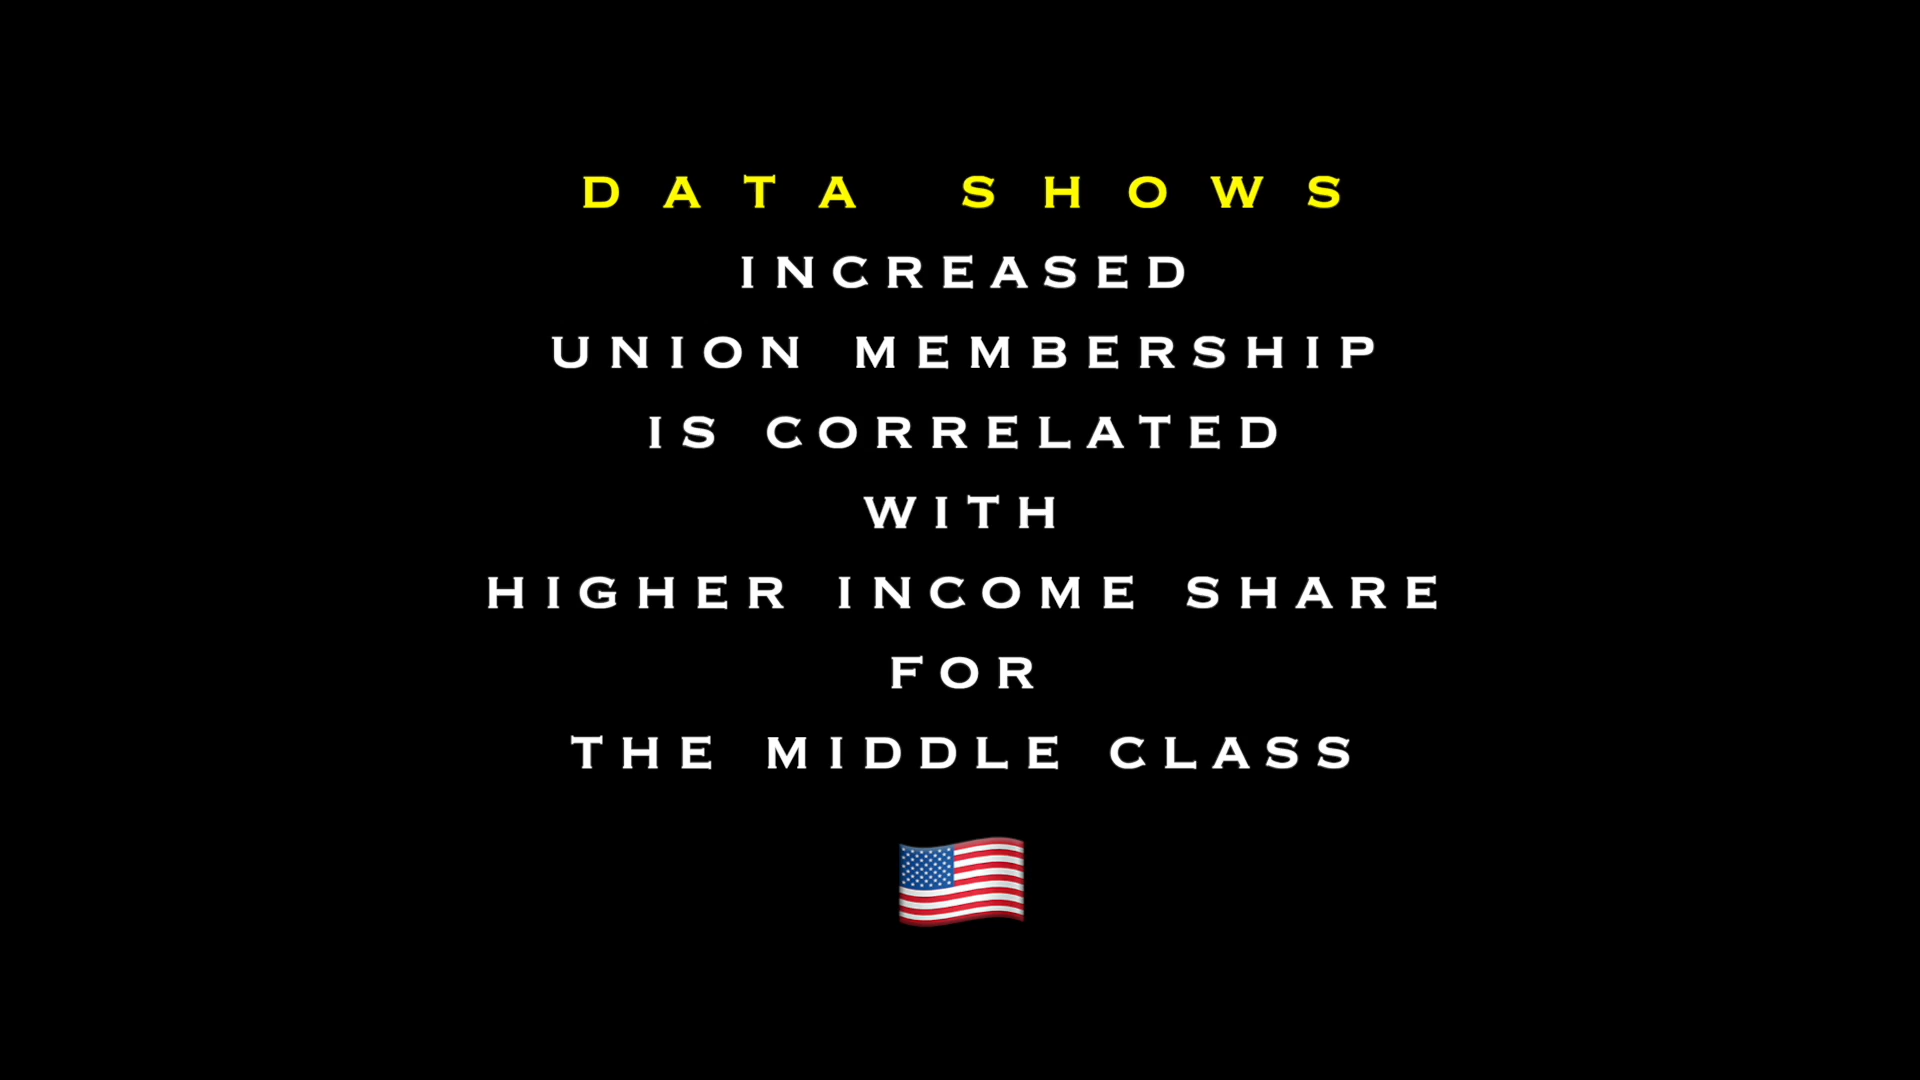 DATA SHOWS
INCREASED
UNION MEMBERSHIP
IS CORRELATED
WITH
HIGHER INCOME SHARE
FOR
THE MIDDLE CLASS